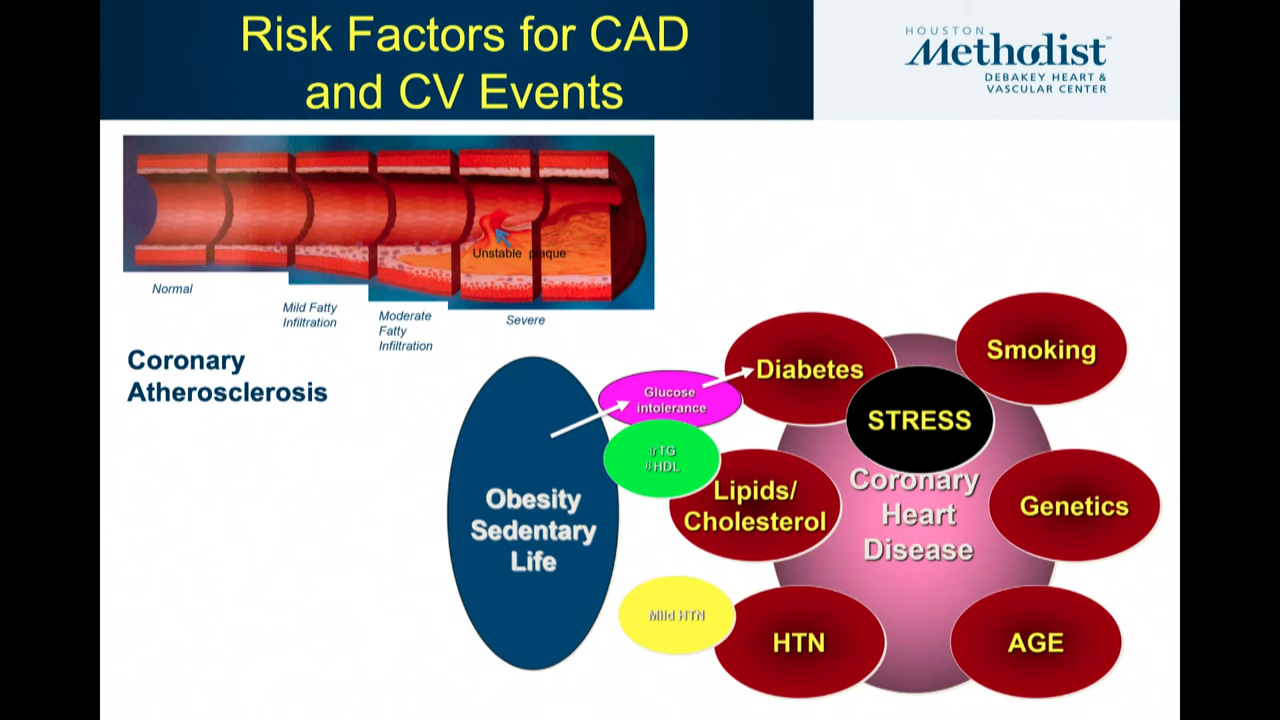 Risk Factors for CAD
and CV Events
HOUSTON
Methodist
DEBAKEY HEART &
VASCULAR CENTER
Unstable plaque
Normal
Mild Fatty
Infiltration
Moderate
Fatty
Infiltration
Severe
Coronary
Atherosclerosis
Obesity
Sedentary
Life
Glucose
intolerance
⇑TG
⇓HDL
Mild HTN
Diabetes
Lipids/
Cholesterol
HTN
STRESS
Coronary
Heart
Disease
Smoking
Genetics
AGE